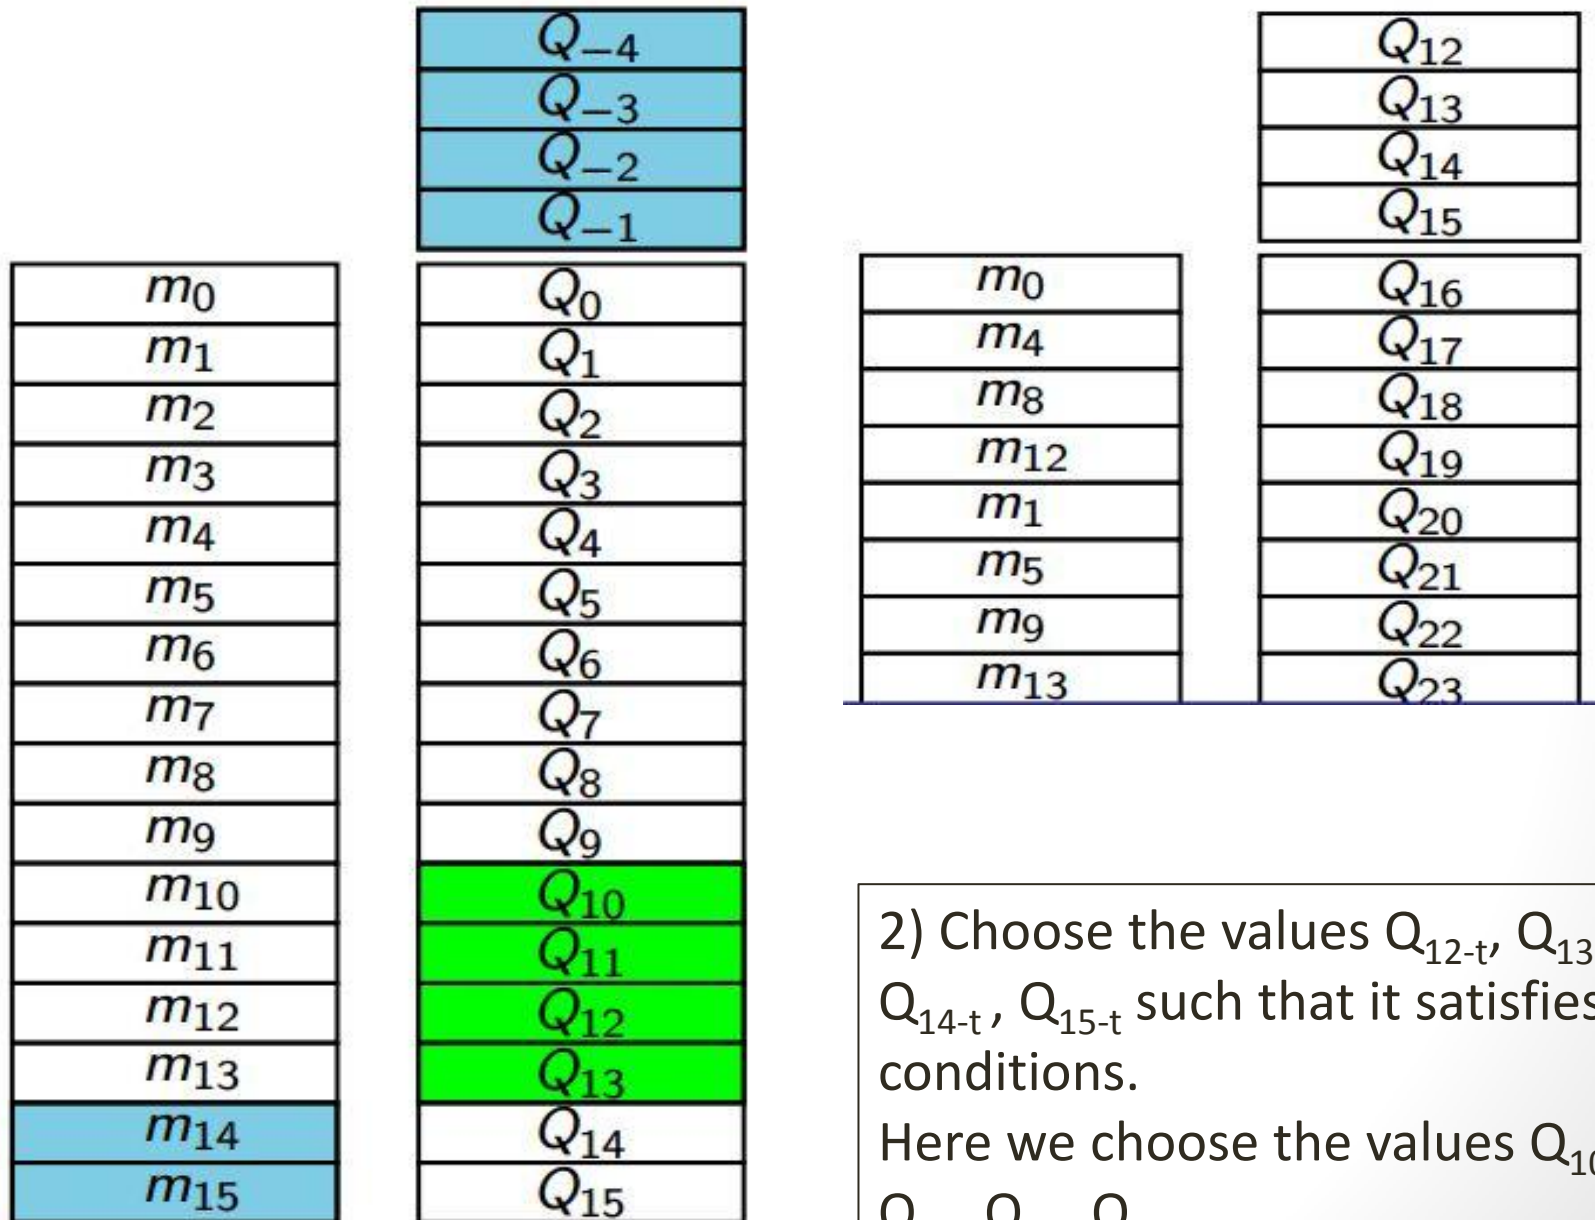 Q₋₄
Q₋₃
Q₋₂
Q₋₁
m₀ Q₀
m₁ Q₁
m₂ Q₂
m₃ Q₃
m₄ Q₄
m₅ Q₅
m₆ Q₆
m₇ Q₇
m₈ Q₈
m₉ Q₉
m₁₀ Q₁₀
m₁₁ Q₁₁
m₁₂ Q₁₂
m₁₃ Q₁₃
m₁₄ Q₁₄
m₁₅ Q₁₅
Q₁₂
Q₁₃
Q₁₄
Q₁₅
m₀ Q₁₆
m₄ Q₁₇
m₈ Q₁₈
m₁₂ Q₁₉
m₁ Q₂₀
m₅ Q₂₁
m₉ Q₂₂
m₁₃ Q₂₃
2) Choose the values Q₁₂₋ₜ, Q₁₃
Q₁₄₋ₜ, Q₁₅₋ₜ such that it satisfies
conditions.
Here we choose the values Q₁₀